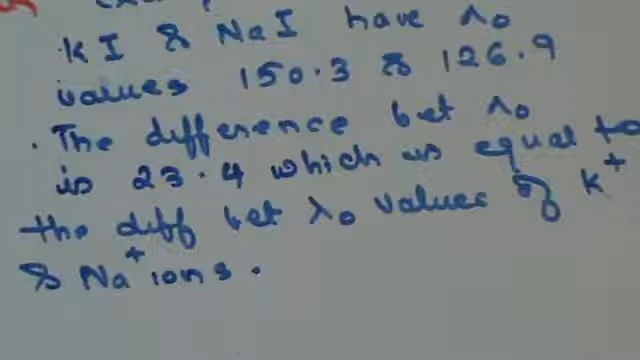 KI & NaI have λo
values 150.3 & 126.9
. The difference bet λo
is 23.4 which is equal to
the diff bet λo values of K+
& Na+ ions.